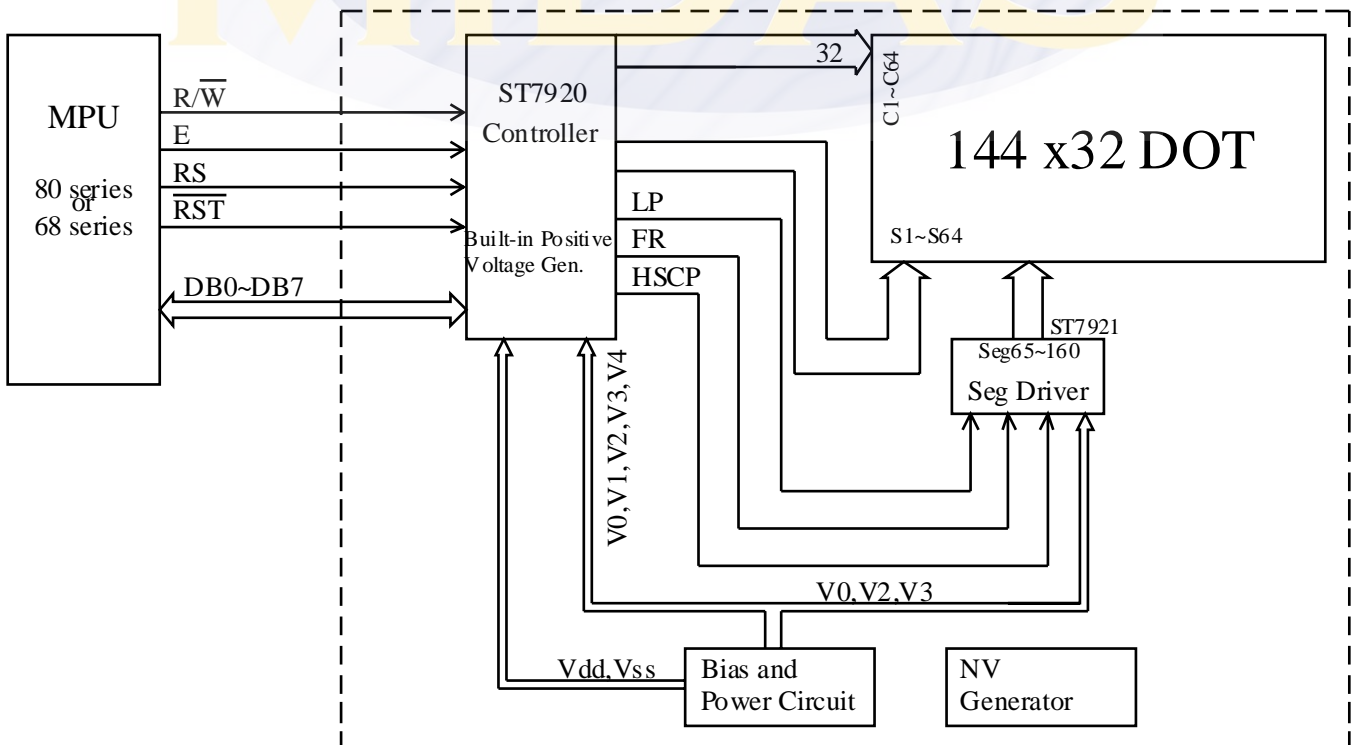 MIDAS
MPU
80 series
or
68 series
R/W̅
E
RS
R̅S̅T̅
DB0~DB7
ST7920
Controller
Built-in Positive
Voltage Gen.
32
LP
FR
HSCP
C1~C64
144 x32 DOT
S1~S64
ST7921
Seg65~160
Seg Driver
V0,V1,V2,V3,V4
V0,V2,V3
Vdd,Vss
Bias and
Power Circuit
NV
Generator